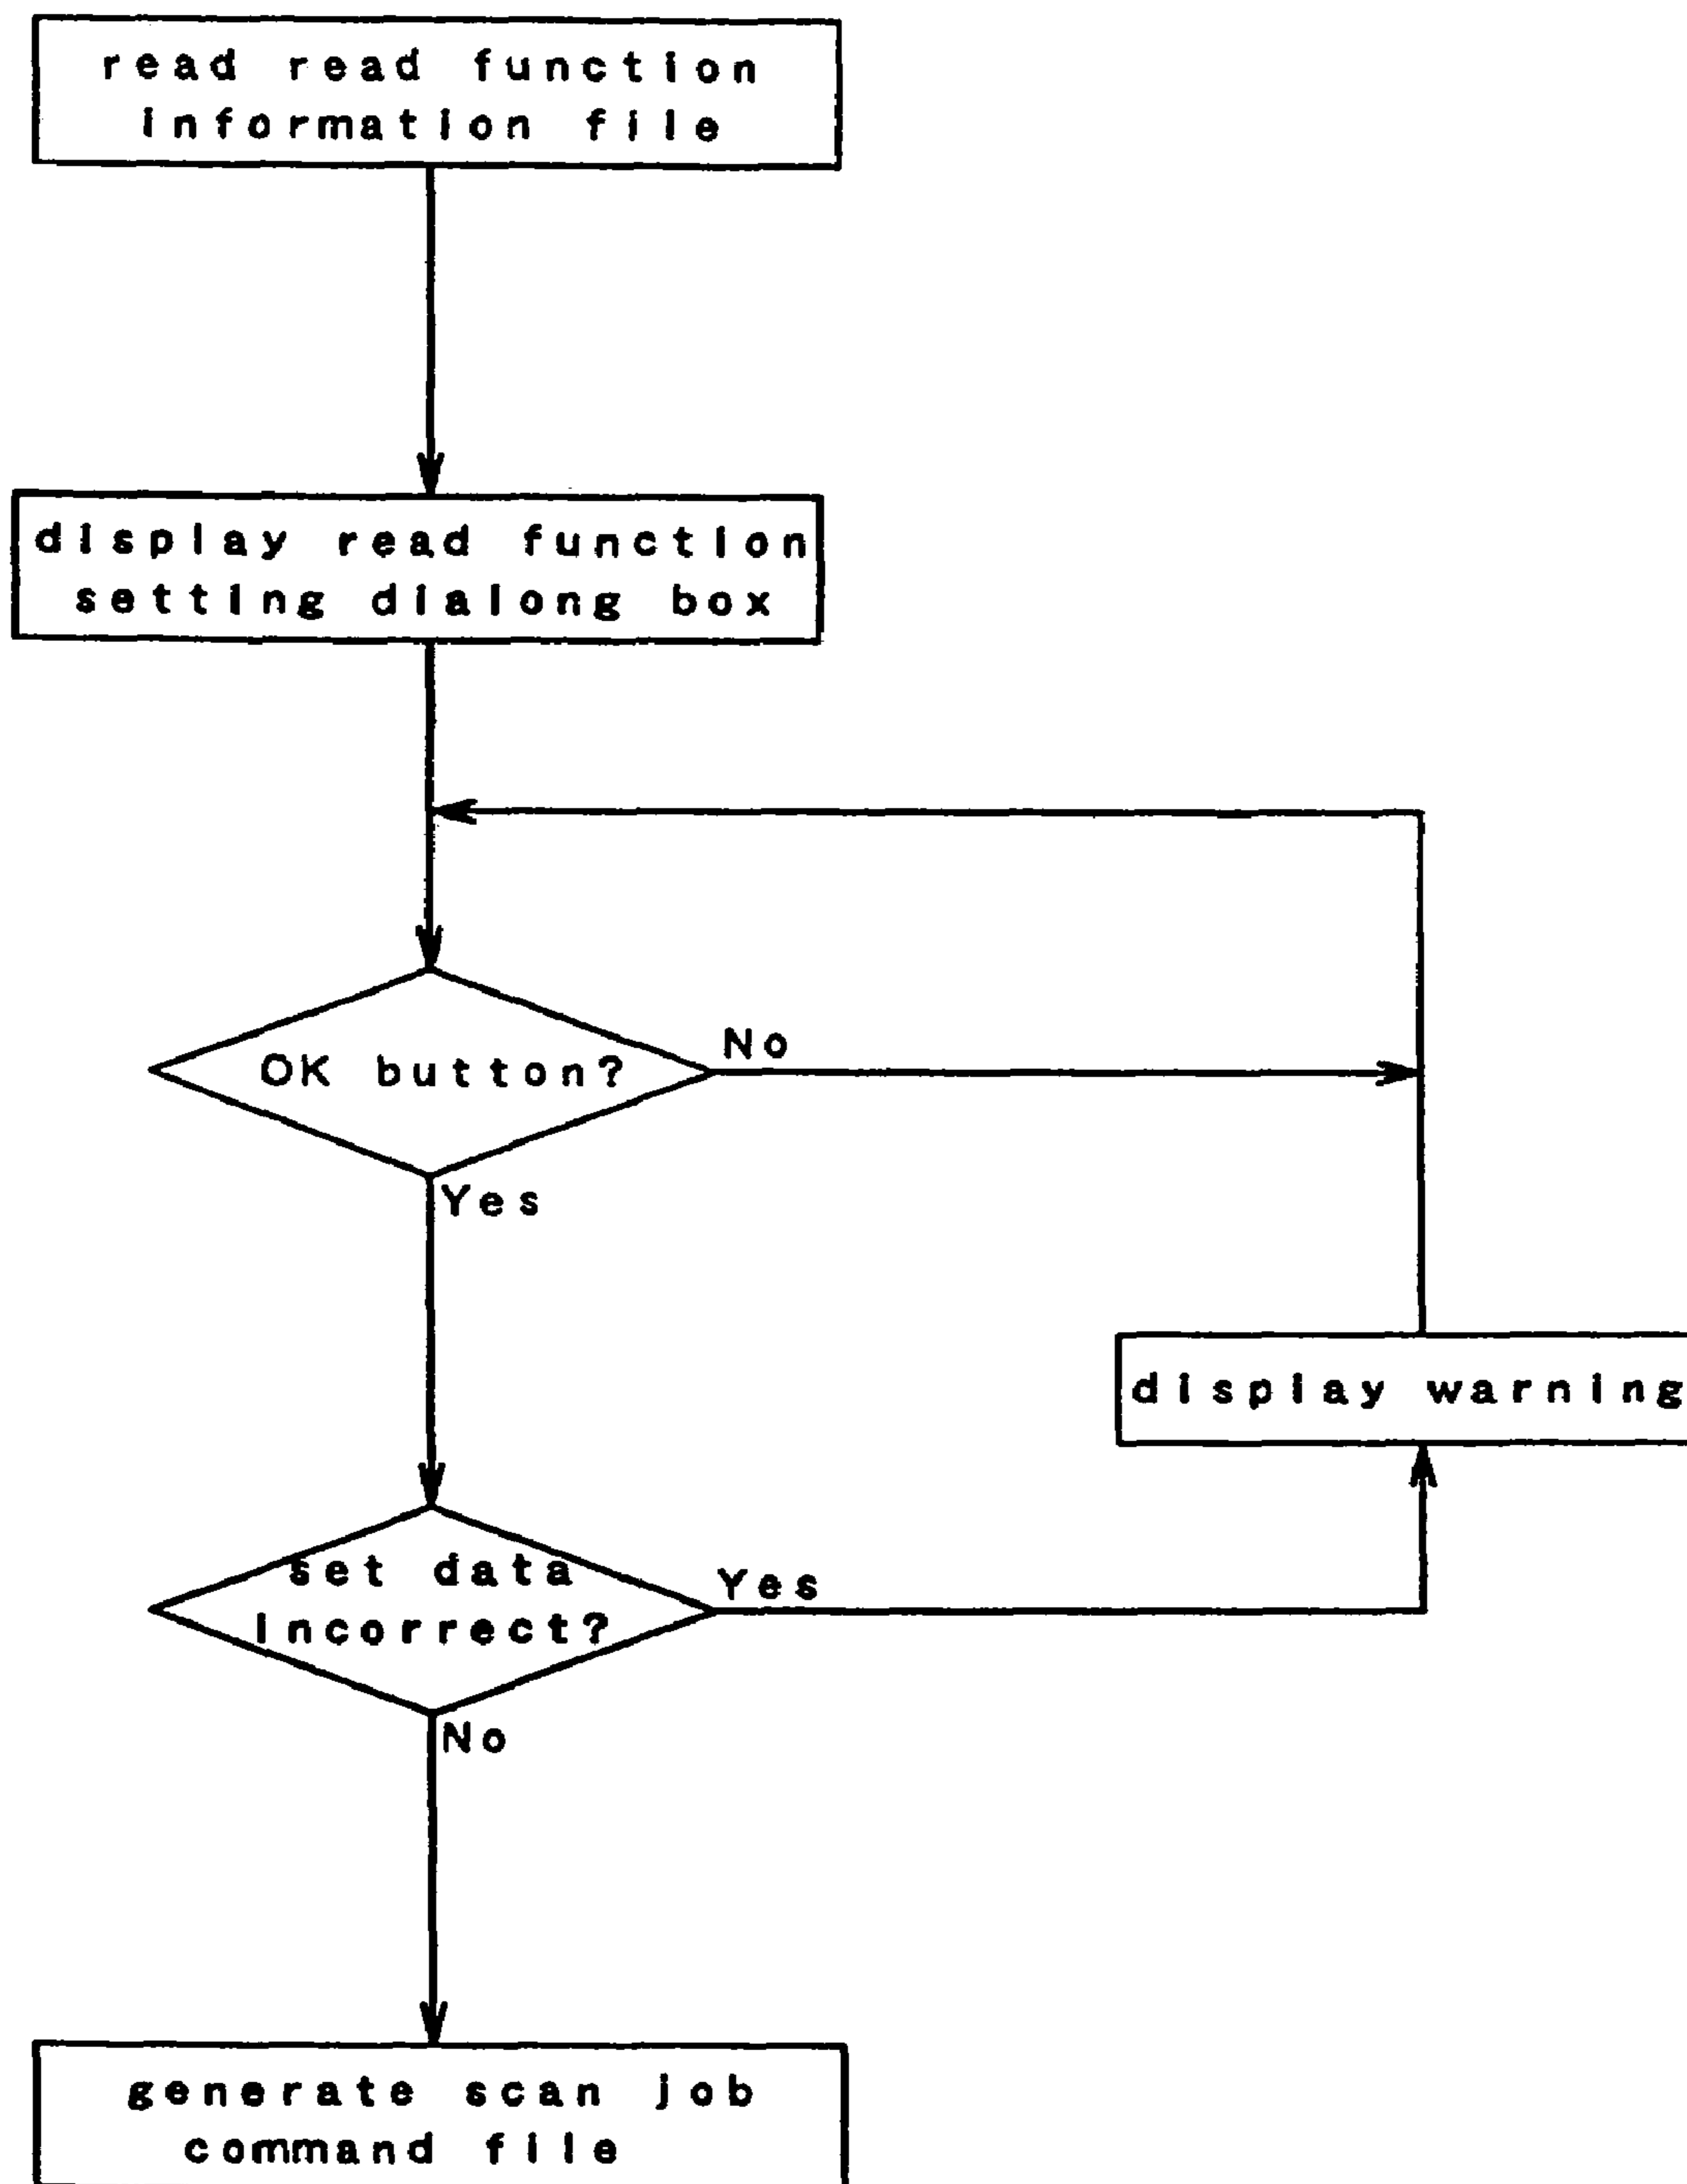 read read function
information file
display read function
setting dialong box
OK button?
No
Yes
display warning
set data
incorrect?
Yes
No
generate scan job
command file